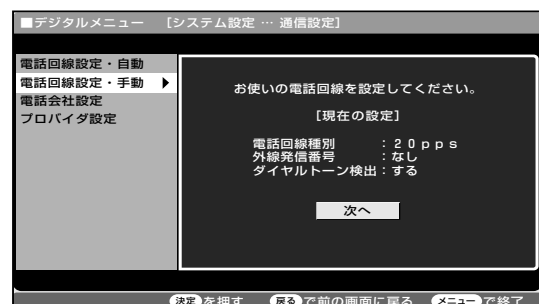 ■デジタルメニュー [システム設定 … 通信設定]
電話回線設定・自動
電話回線設定・手動 ▶
電話会社設定
プロバイダ設定
お使いの電話回線を設定してください。
[現在の設定]
電話回線種別 :20pps
外線発信番号 :なし
ダイヤルトーン検出:する
次へ
決定を押す 戻るで前の画面に戻る メニューで終了